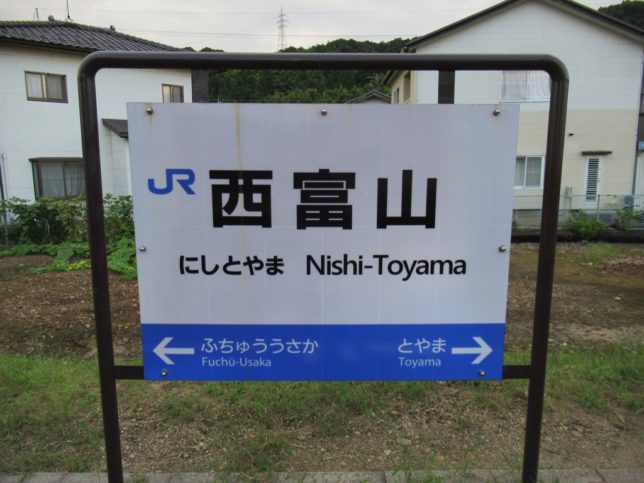 JR 西富山
にしとやま Nishi-Toyama
← ふちゅううさか とやま →
Fuchū-Usaka Toyama